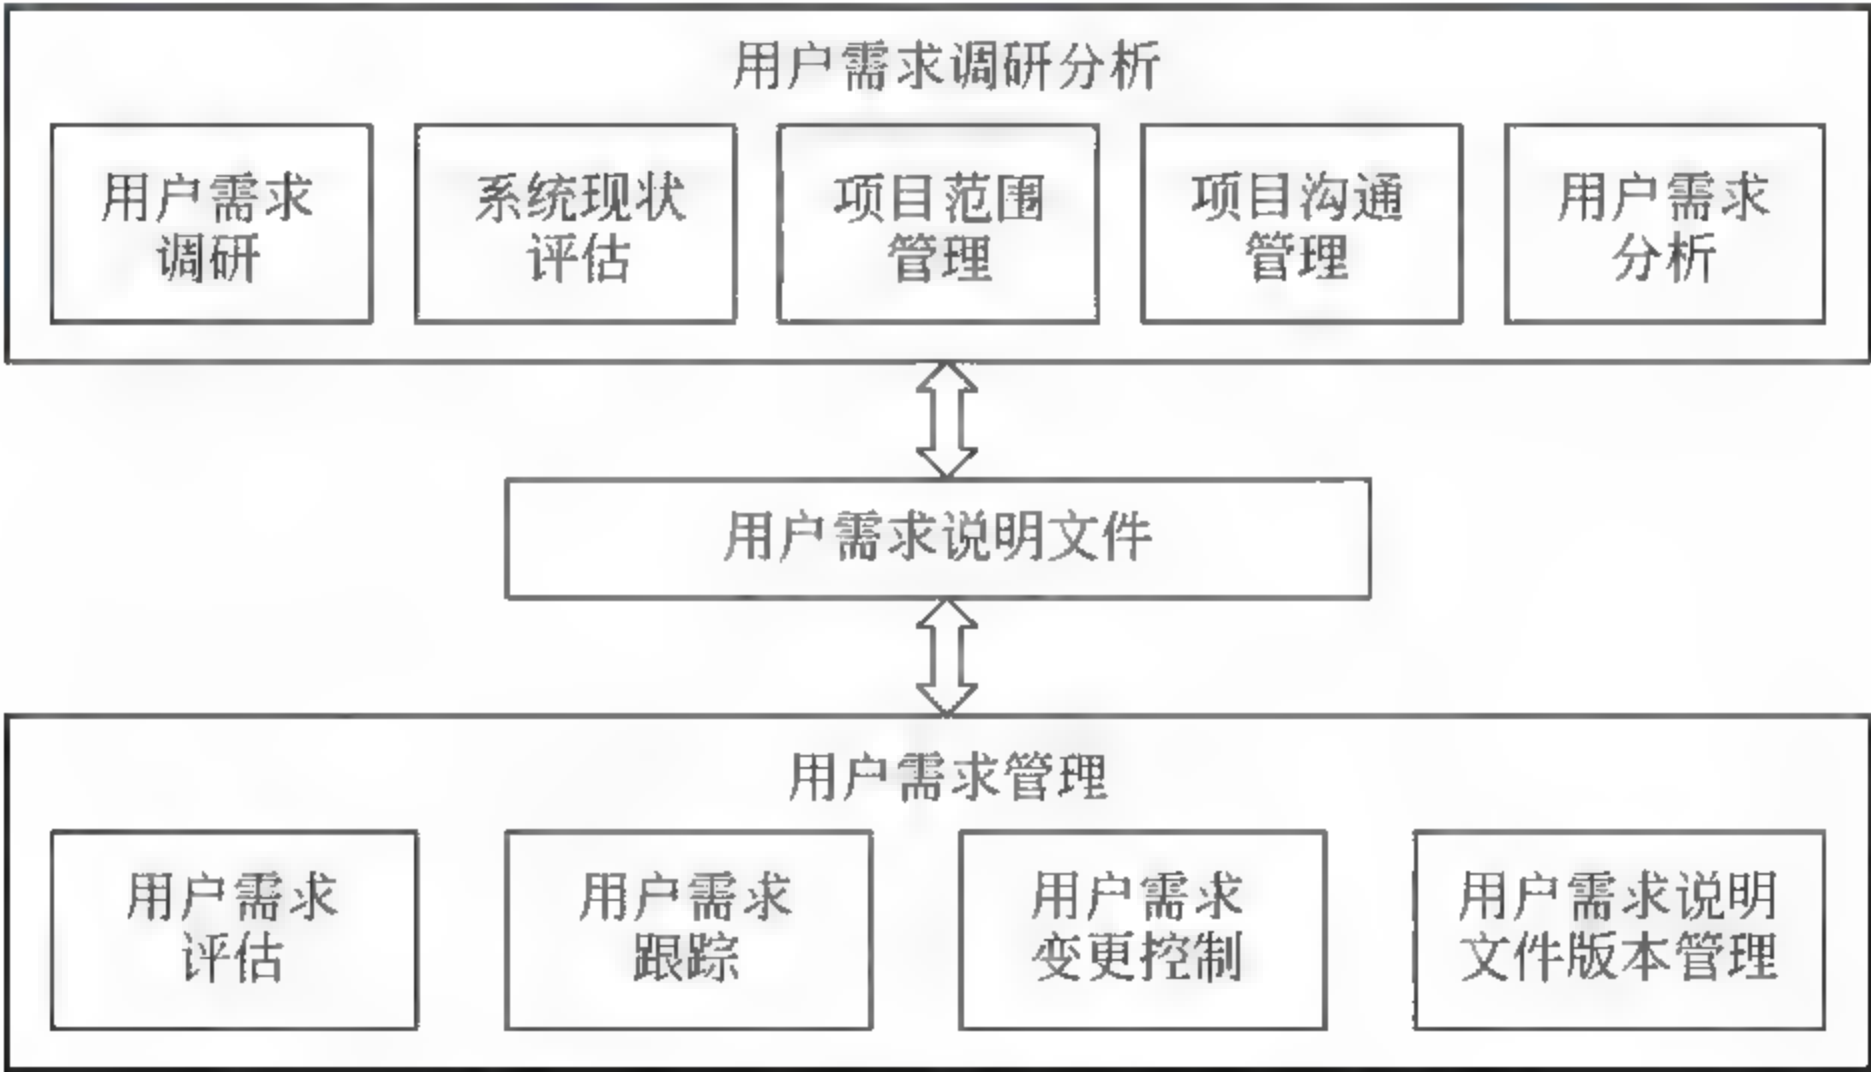 用户需求调研分析
用户需求
调研
系统现状
评估
项目范围
管理
项目沟通
管理
用户需求
分析
用户需求说明文件
用户需求管理
用户需求
评估
用户需求
跟踪
用户需求
变更控制
用户需求说明
文件版本管理